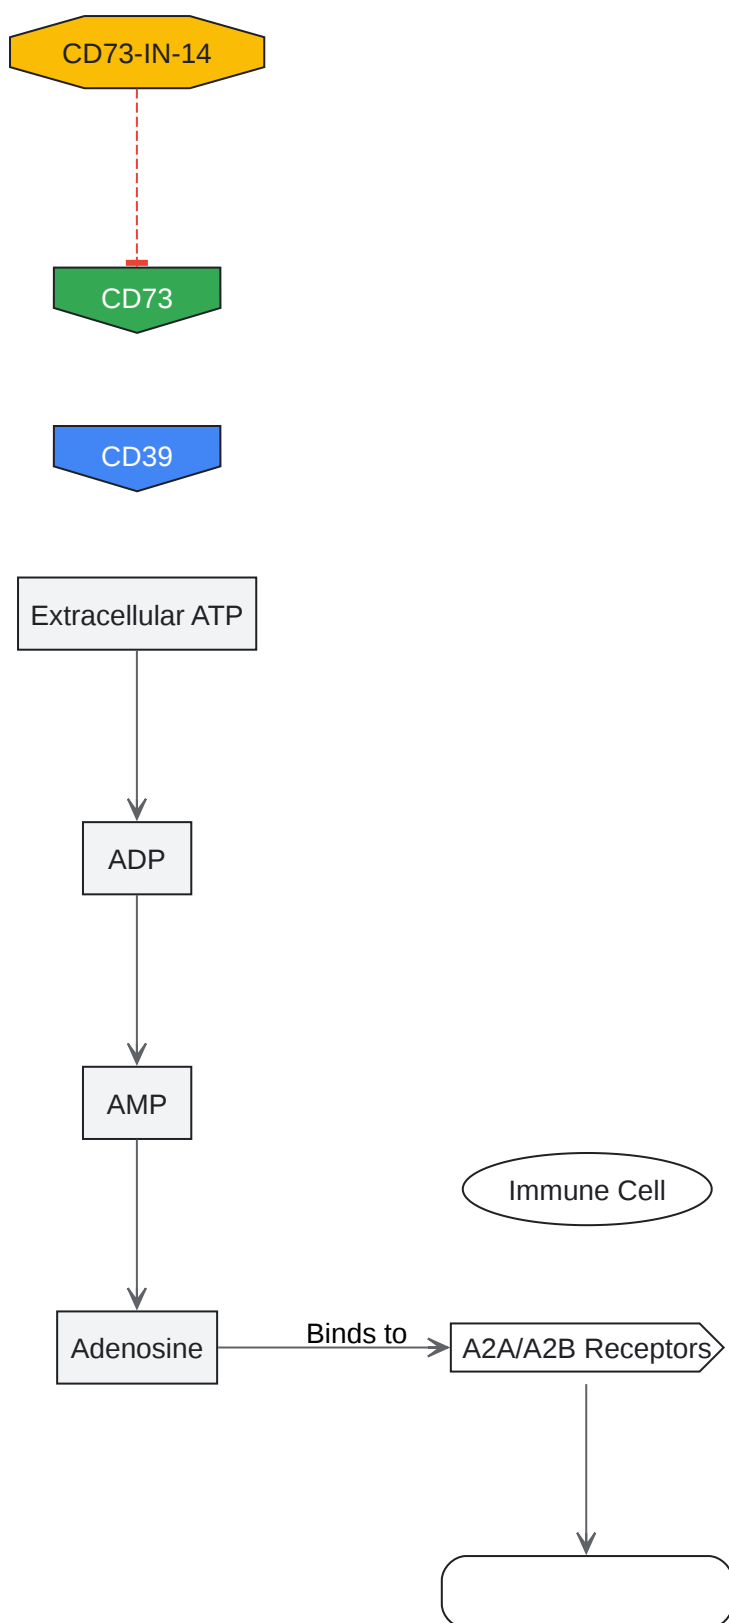 CD73-IN-14
CD73
CD39
Extracellular ATP
ADP
AMP
Immune Cell
Adenosine
Binds to
A2A/A2B Receptors